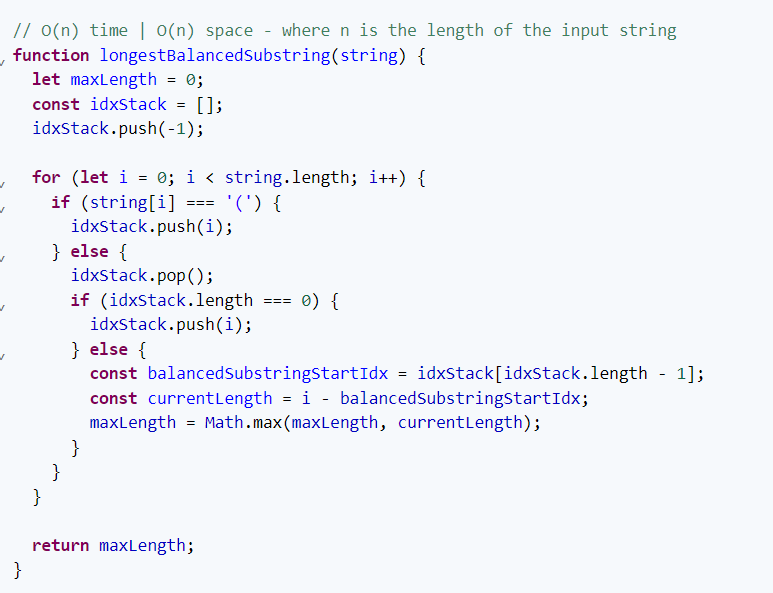 // O(n) time | O(n) space - where n is the length of the input string
function longestBalancedSubstring(string) {
  let maxLength = 0;
  const idxStack = [];
  idxStack.push(-1);

  for (let i = 0; i < string.length; i++) {
    if (string[i] === '(') {
      idxStack.push(i);
    } else {
      idxStack.pop();
      if (idxStack.length === 0) {
        idxStack.push(i);
      } else {
        const balancedSubstringStartIdx = idxStack[idxStack.length - 1];
        const currentLength = i - balancedSubstringStartIdx;
        maxLength = Math.max(maxLength, currentLength);
      }
    }
  }

  return maxLength;
}